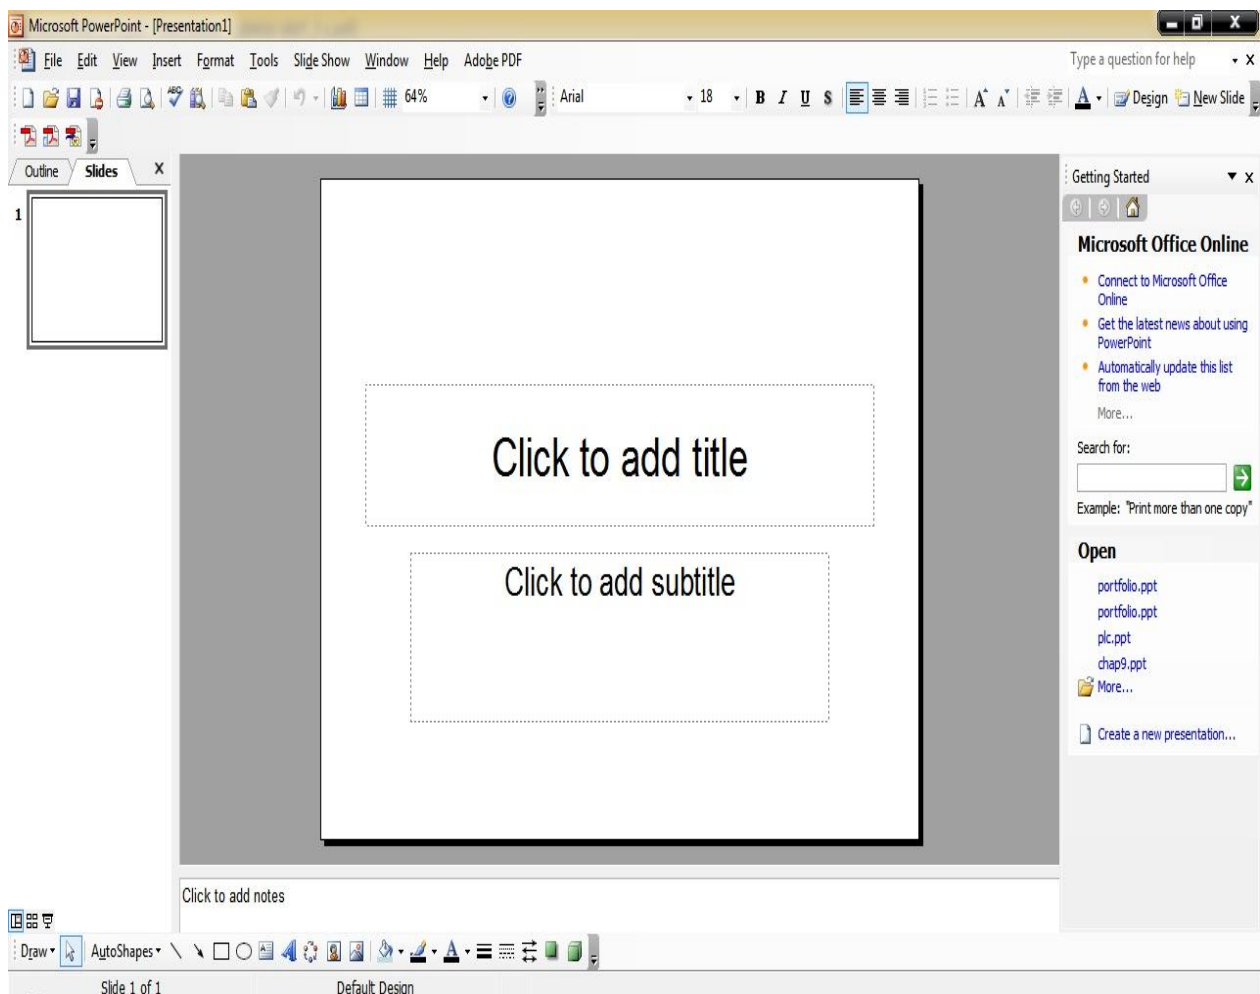 Microsoft PowerPoint - [Presentation1]
File Edit View Insert Format Tools Slide Show Window Help Adobe PDF
Type a question for help
64%
Arial
18
B I U S
A A
A
Design
New Slide
Outline Slides
Getting Started
1
Microsoft Office Online
Connect to Microsoft Office
Online
Get the latest news about using
PowerPoint
Automatically update this list
from the web
More...
Search for:
Example: "Print more than one copy"
Open
portfolio.ppt
portfolio.ppt
plc.ppt
chap9.ppt
More...
Create a new presentation...
Click to add title
Click to add subtitle
Click to add notes
Draw AutoShapes A
Slide 1 of 1 Default Design